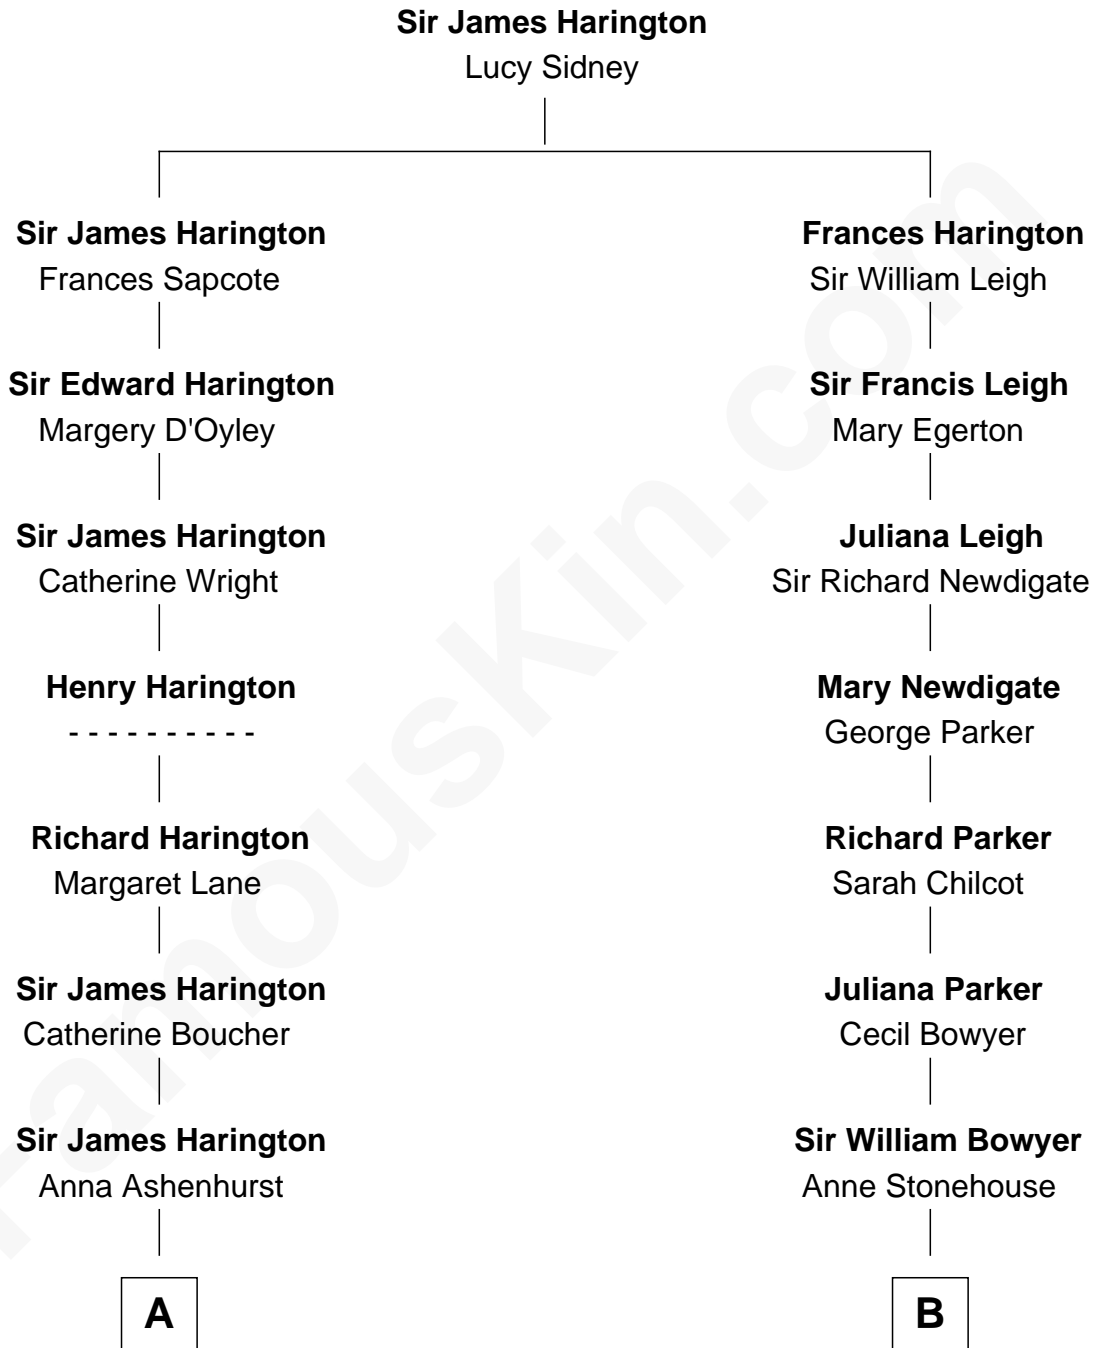 Sir James Harington
Lucy Sidney
Sir James Harington
Frances Sapcote
Sir Edward Harington
Margery D'Oyley
Sir James Harington
Catherine Wright
Henry Harington
- - - - - - - - - -
Richard Harington
Margaret Lane
Sir James Harington
Catherine Boucher
Sir James Harington
Anna Ashenhurst
A
Frances Harington
Sir William Leigh
Sir Francis Leigh
Mary Egerton
Juliana Leigh
Sir Richard Newdigate
Mary Newdigate
George Parker
Richard Parker
Sarah Chilcot
Juliana Parker
Cecil Bowyer
Sir William Bowyer
Anne Stonehouse
B
FamousKin.com